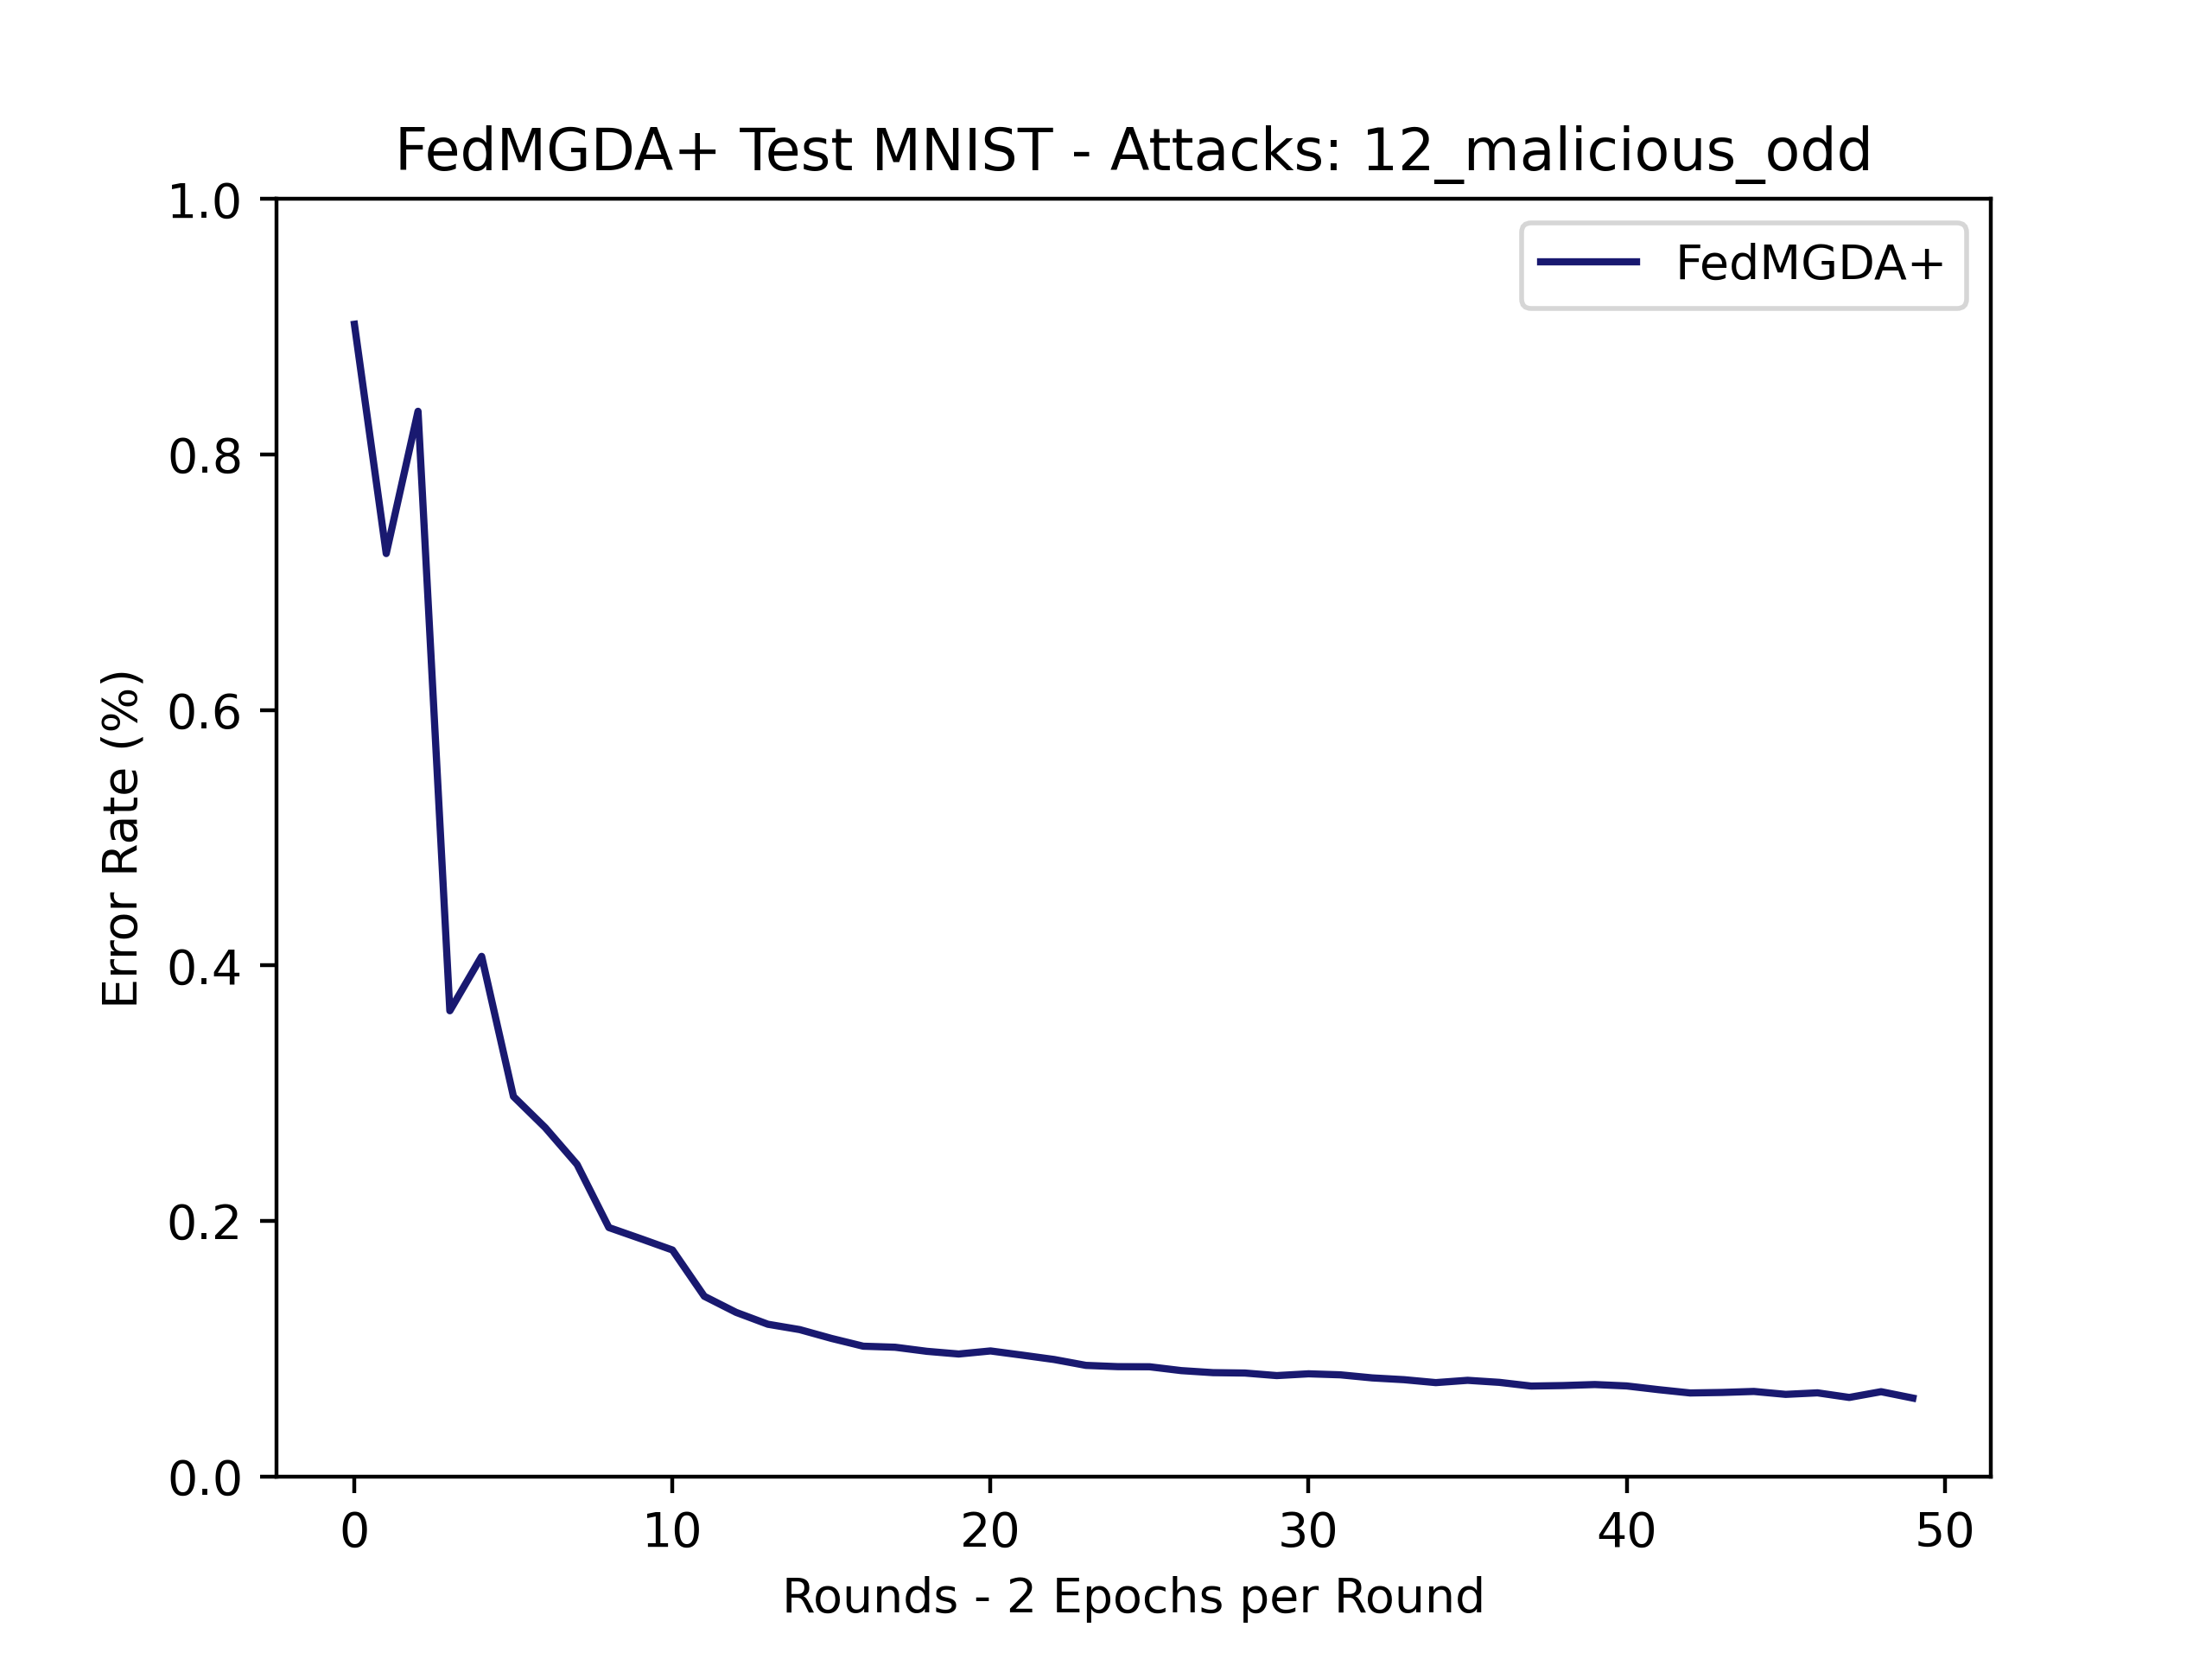 FedMGDA+ Test MNIST - Attacks: 12_malicious_odd
FedMGDA+
Error Rate (%)
1.0
0.8
0.6
0.4
0.2
0.0
0 10 20 30 40 50
Rounds - 2 Epochs per Round